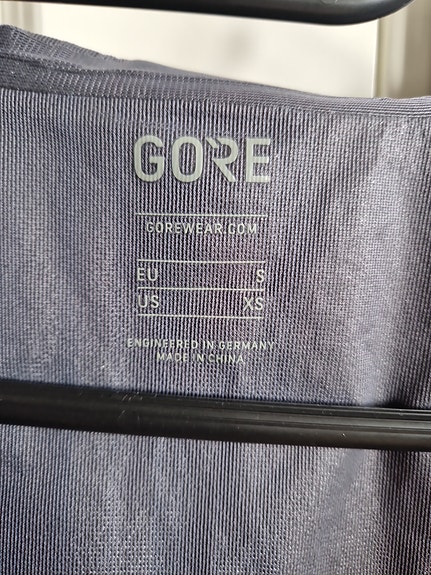 GORE
GOREWEAR.COM
EU S
US XS
ENGINEERED IN GERMANY
MADE IN CHINA